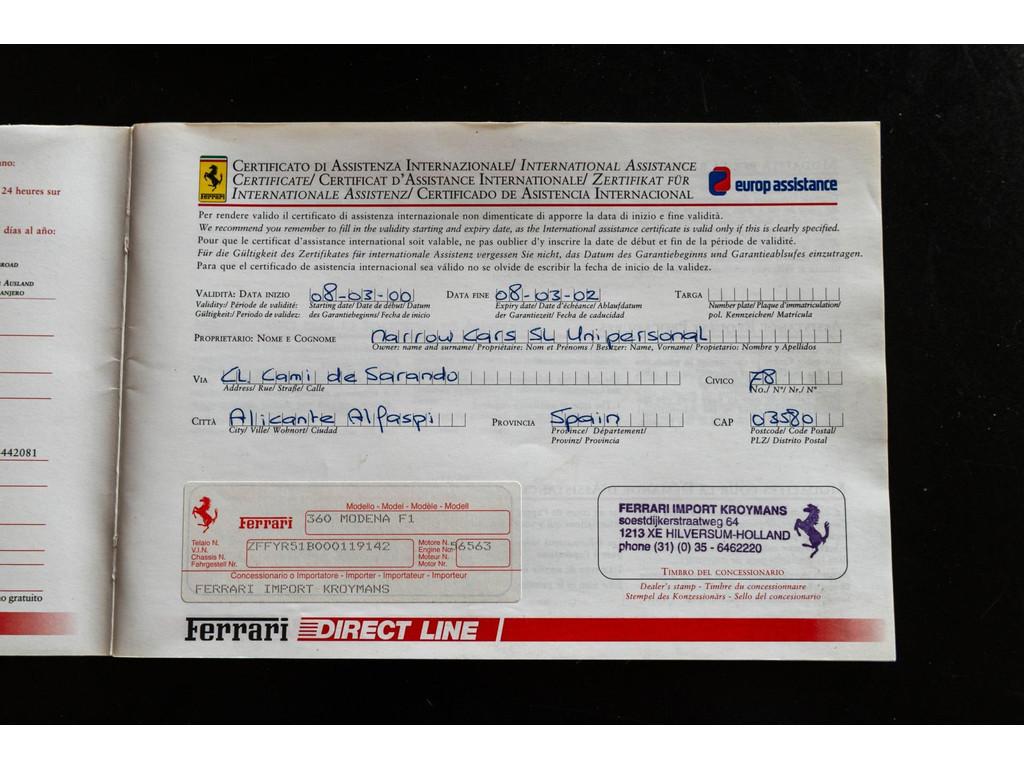 no:
24 heures sur
días al año:
ROAD
AUSLAND
ANJERO
442081
o gratuito
CERTIFICATO DI ASSISTENZA INTERNAZIONALE/ INTERNATIONAL ASSISTANCE
CERTIFICATE/ CERTIFICAT D'ASSISTANCE INTERNATIONALE/ ZERTIFIKAT FÜR
INTERNATIONALE ASSISTENZ/ CERTIFICADO DE ASISTENCIA INTERNACIONAL
Ferrari
europ assistance
Per rendere valido il certificato di assistenza internazionale non dimenticate di apporre la data di inizio e fine validità.
We recommend you remember to fill in the validity starting and expiry date, as the International assistance certificate is valid only if this is clearly specified.
Pour que le certificat d'assistance international soit valable, ne pas oublier d'y inscrire la date de début et fin de la période de validité.
Für die Gültigkeit des Zertifikates für internationale Assistenz vergessen Sie nicht, das Datum des Garantiebeginns und Garantieablsufes einzutragen.
Para que el certificado de asistencia internacional sea válido no se olvide de escribir la fecha de inicio de la validez.
VALIDITÀ: DATA INIZIO 08-03-00 DATA FINE 08-03-02 TARGA
Validity/ Période de validité: Starting date/ Date de début/ Datum Expiry date/ Date d'échéance/ Ablaufdatum Number plate/ Plaque d'immatriculation/
Gültigkeit/ Periodo de validez: des Garantiebeginns/ Fecha de inicio der Garantiezeit/ Fecha de caducidad pol. Kennzeichen/ Matrícula
PROPRIETARIO: NOME E COGNOME Narrow Cars SL Unipersonal
Owner: name and surname/ Propriétaire: Nom et Prénoms / Besitzer: Name, Vorname/ Propietario: Nombre y Apellidos
VIA CL Cami de Sarando CIVICO 78
Address/ Rue/ Straße/ Calle No./ N°/ Nr./ N°
CITTÀ Alicante Alfaspi PROVINCIA Spain CAP 03580
City/ Ville/ Wohnort/ Ciudad Province/ Département/ Postcode/ Code Postal/
Provinz/ Provincia PLZ/ Distrito Postal
Modello - Model - Modèle - Modell
Ferrari 360 MODENA F1
Telaio N.
V.I.N.
Chassis N.
Fahrgestell Nr.
ZFFYR51B000119142
Motore N.
Engine No.
Moteur N.
Motor Nr.
56563
Concessionario o Importatore - Importer - Importateur - Importeur
FERRARI IMPORT KROYMANS
FERRARI IMPORT KROYMANS
soestdijkerstraatweg 64
1213 XE HILVERSUM-HOLLAND
phone (31) (0) 35 - 6462220
TIMBRO DEL CONCESSIONARIO
Dealer's stamp - Timbre du concessionnaire
Stempel des Konzessionärs - Sello del concesionario
Ferrari DIRECT LINE